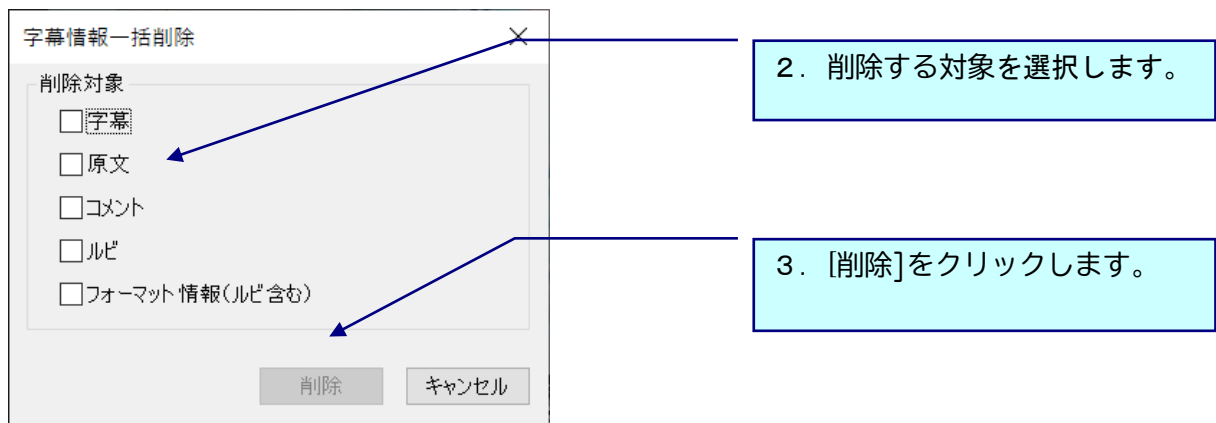 字幕情報一括削除
削除対象
字幕
原文
コメント
ルビ
フォーマット情報(ルビ含む)
削除
キャンセル
２．削除する対象を選択します。
３．[削除]をクリックします。